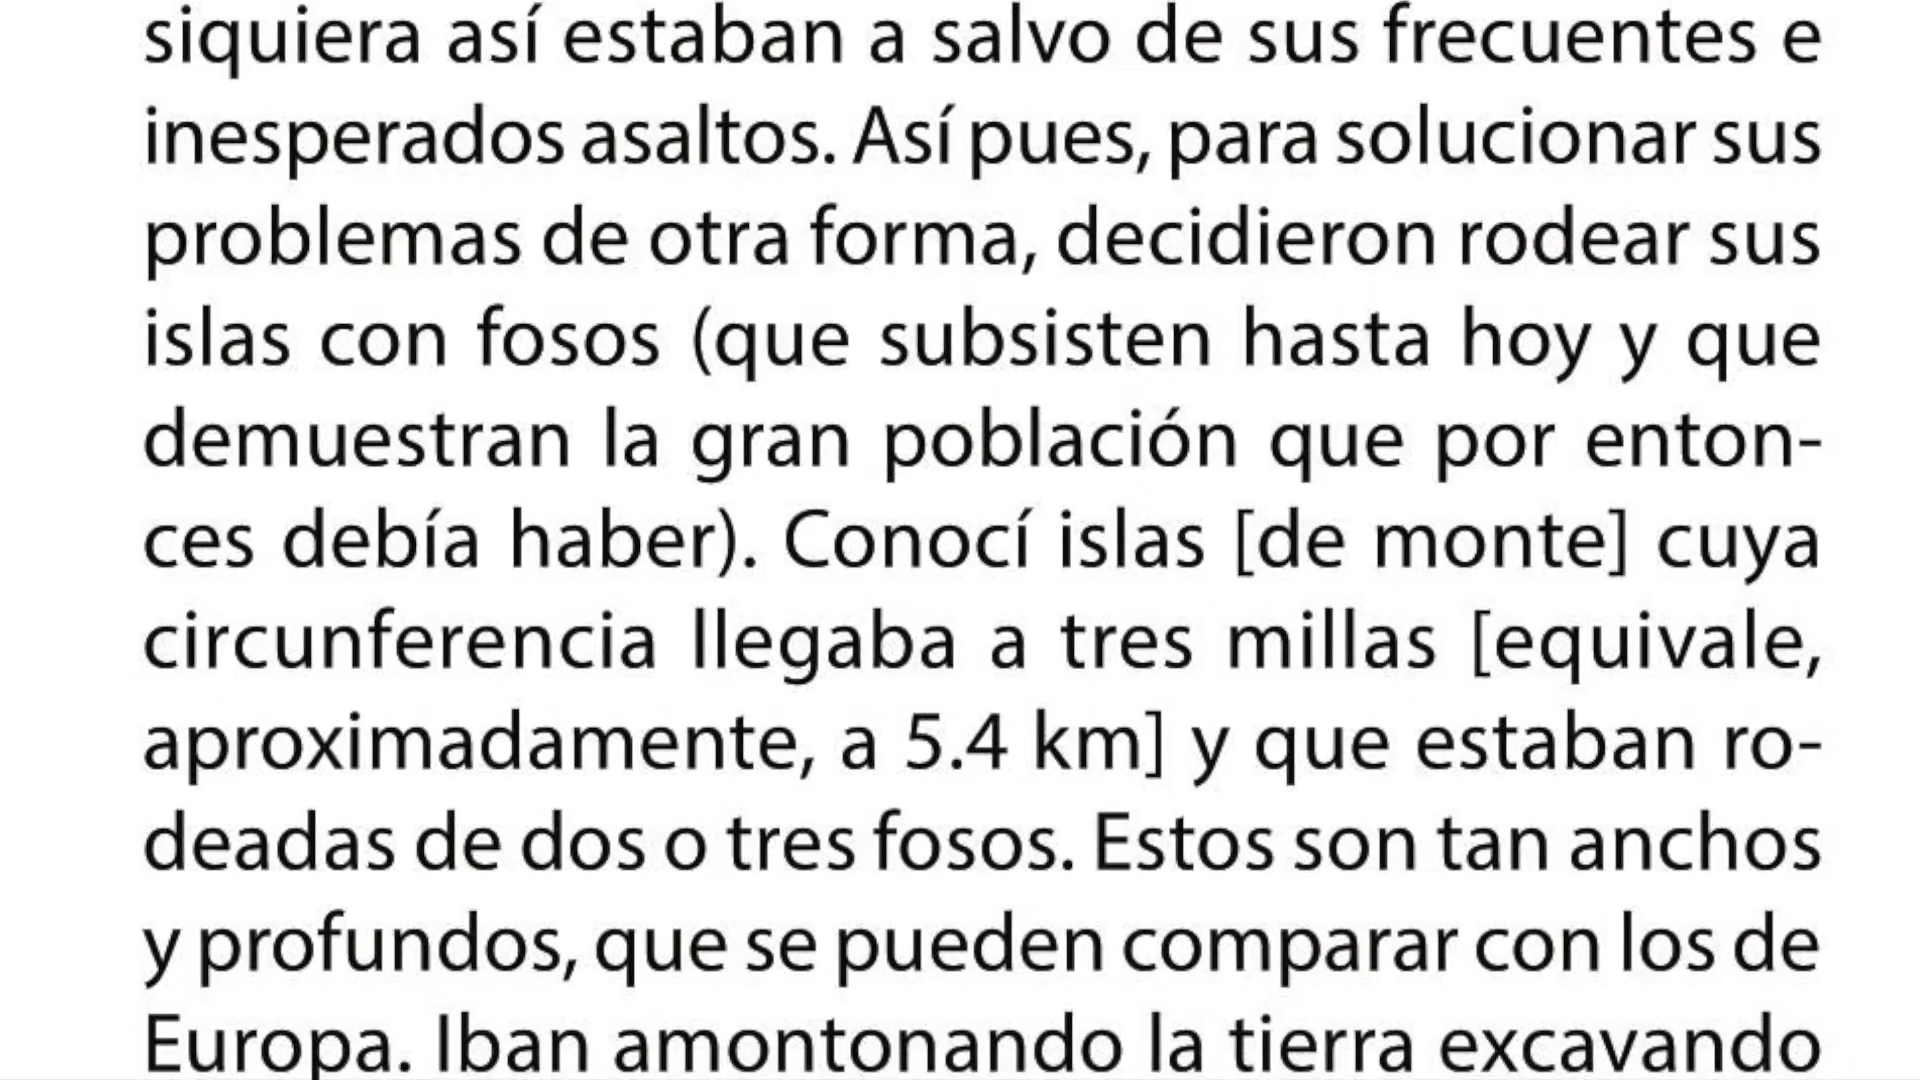 siquiera así estaban a salvo de sus frecuentes e
inesperados asaltos. Así pues, para solucionar sus
problemas de otra forma, decidieron rodear sus
islas con fosos (que subsisten hasta hoy y que
demuestran la gran población que por enton-
ces debía haber). Conocí islas [de monte] cuya
circunferencia llegaba a tres millas [equivale,
aproximadamente, a 5.4 km] y que estaban ro-
deadas de dos o tres fosos. Estos son tan anchos
y profundos, que se pueden comparar con los de
Europa. Iban amontonando la tierra excavando